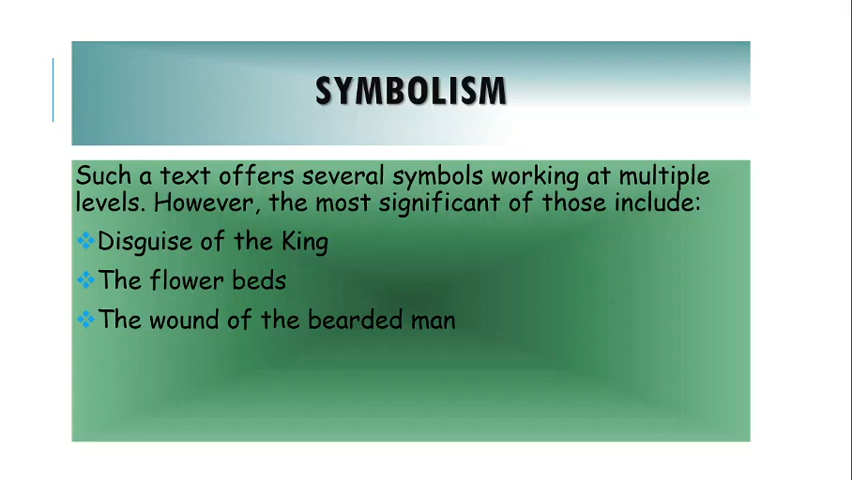 SYMBOLISM
Such a text offers several symbols working at multiple
levels. However, the most significant of those include:
❖Disguise of the King
❖The flower beds
❖The wound of the bearded man